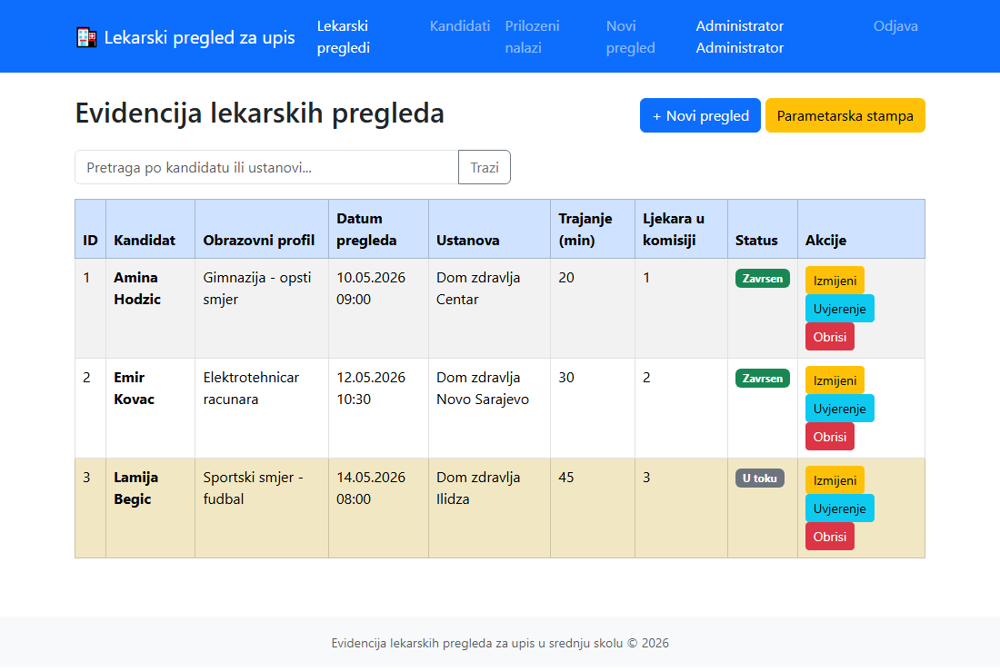 Lekarski pregled za upis
Lekarski
pregledi
Kandidati
Prilozeni
nalazi
Novi
pregled
Administrator
Administrator
Odjava
Evidencija lekarskih pregleda
+ Novi pregled
Parametarska stampa
Pretraga po kandidatu ili ustanovi...
Trazi
ID
Kandidat
Obrazovni profil
Datum
pregleda
Ustanova
Trajanje
(min)
Ljekara u
komisiji
Status
Akcije
1
Amina
Hodzic
Gimnazija - opsti
smjer
10.05.2026
09:00
Dom zdravlja
Centar
20
1
Zavrsen
Izmijeni
Uvjerenje
Obrisi
2
Emir
Kovac
Elektrotehnicar
racunara
12.05.2026
10:30
Dom zdravlja
Novo Sarajevo
30
2
Zavrsen
Izmijeni
Uvjerenje
Obrisi
3
Lamija
Begic
Sportski smjer -
fudbal
14.05.2026
08:00
Dom zdravlja
Ilidza
45
3
U toku
Izmijeni
Uvjerenje
Obrisi
Evidencija lekarskih pregleda za upis u srednju skolu © 2026